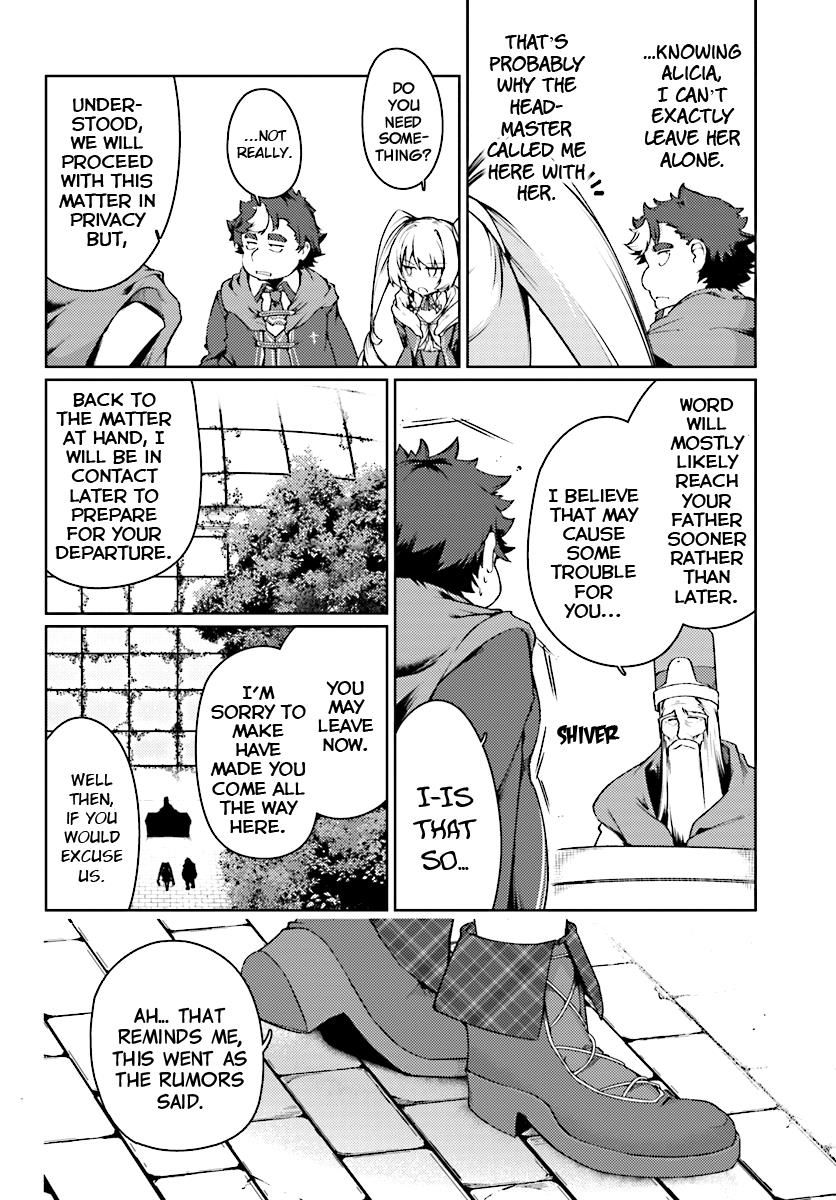 ...KNOWING
ALICIA,
I CAN'T
EXACTLY
LEAVE HER
ALONE.
THAT'S
PROBABLY
WHY THE
HEAD-
MASTER
CALLED ME
HERE WITH
HER.
DO
YOU
NEED
SOME-
THING?
...NOT
REALLY.
UNDER-
STOOD,
WE WILL
PROCEED
WITH THIS
MATTER IN
PRIVACY
BUT,
WORD
WILL
MOSTLY
LIKELY
REACH
YOUR
FATHER
SOONER
RATHER
THAN
LATER.
I BELIEVE
THAT MAY
CAUSE
SOME
TROUBLE
FOR
YOU...
SHIVER
I-IS
THAT
SO...
BACK TO
THE MATTER
AT HAND, I
WILL BE IN
CONTACT
LATER TO
PREPARE
FOR YOUR
DEPARTURE.
YOU
MAY
LEAVE
NOW.
I'M
SORRY TO
MAKE
HAVE
MADE YOU
COME ALL
THE WAY
HERE.
WELL
THEN,
IF YOU
WOULD
EXCUSE
US.
AH... THAT
REMINDS ME,
THIS WENT AS
THE RUMORS
SAID.